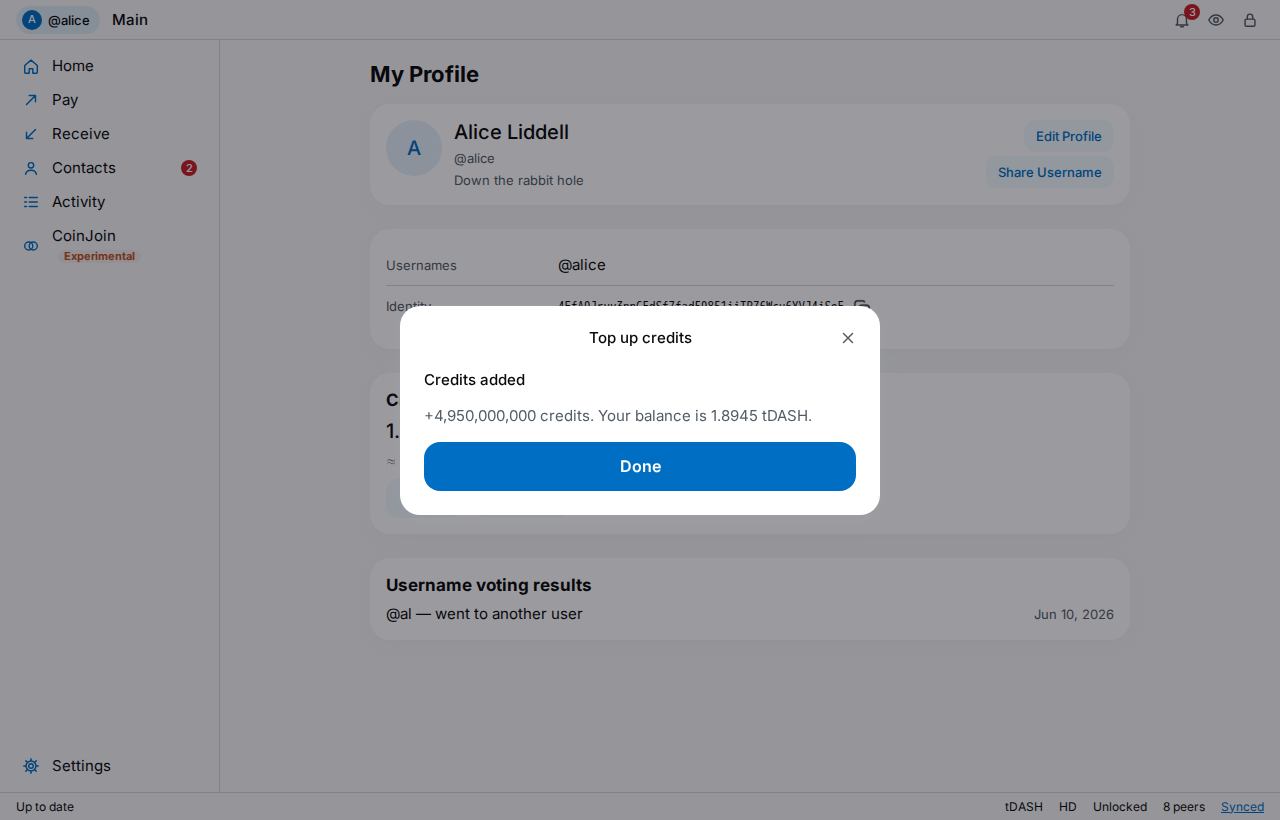 A @alice Main 3
Home
Pay
Receive
Contacts 2
Activity
CoinJoin
Experimental
Settings
My Profile
A
Alice Liddell
@alice
Down the rabbit hole
Edit Profile
Share Username
Usernames @alice
Identity
Top up credits
Credits added
+4,950,000,000 credits. Your balance is 1.8945 tDASH.
Done
C
1.
≈
Username voting results
@al — went to another user Jun 10, 2026
Up to date tDASH HD Unlocked 8 peers Synced